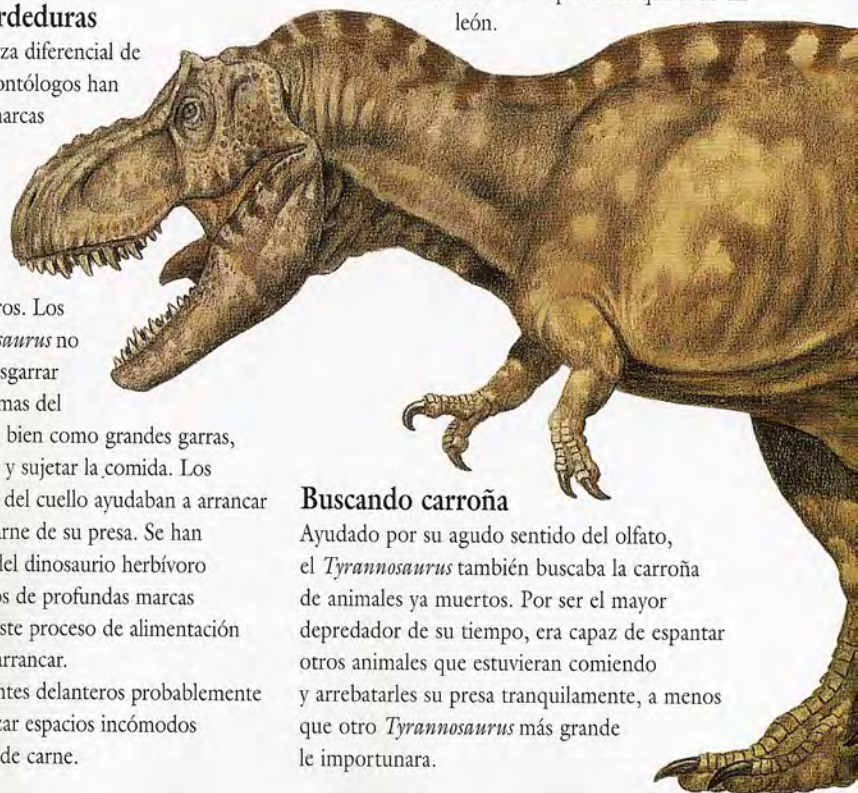 rdeduras
za diferencial de
ontólogos han
narcas
ros. Los
saurus no
sgarrar
mas del
bien como grandes garras,
y sujetar la comida. Los
del cuello ayudaban a arrancar
arne de su presa. Se han
del dinosaurio herbívoro
os de profundas marcas
ste proceso de alimentación
arrancar.
ntes delanteros probablemente
zar espacios incómodos
de carne.
león.
Buscando carroña
Ayudado por su agudo sentido del olfato,
el Tyrannosaurus también buscaba la carroña
de animales ya muertos. Por ser el mayor
depredador de su tiempo, era capaz de espantar
otros animales que estuvieran comiendo
y arrebatarles su presa tranquilamente, a menos
que otro Tyrannosaurus más grande
le importunara.